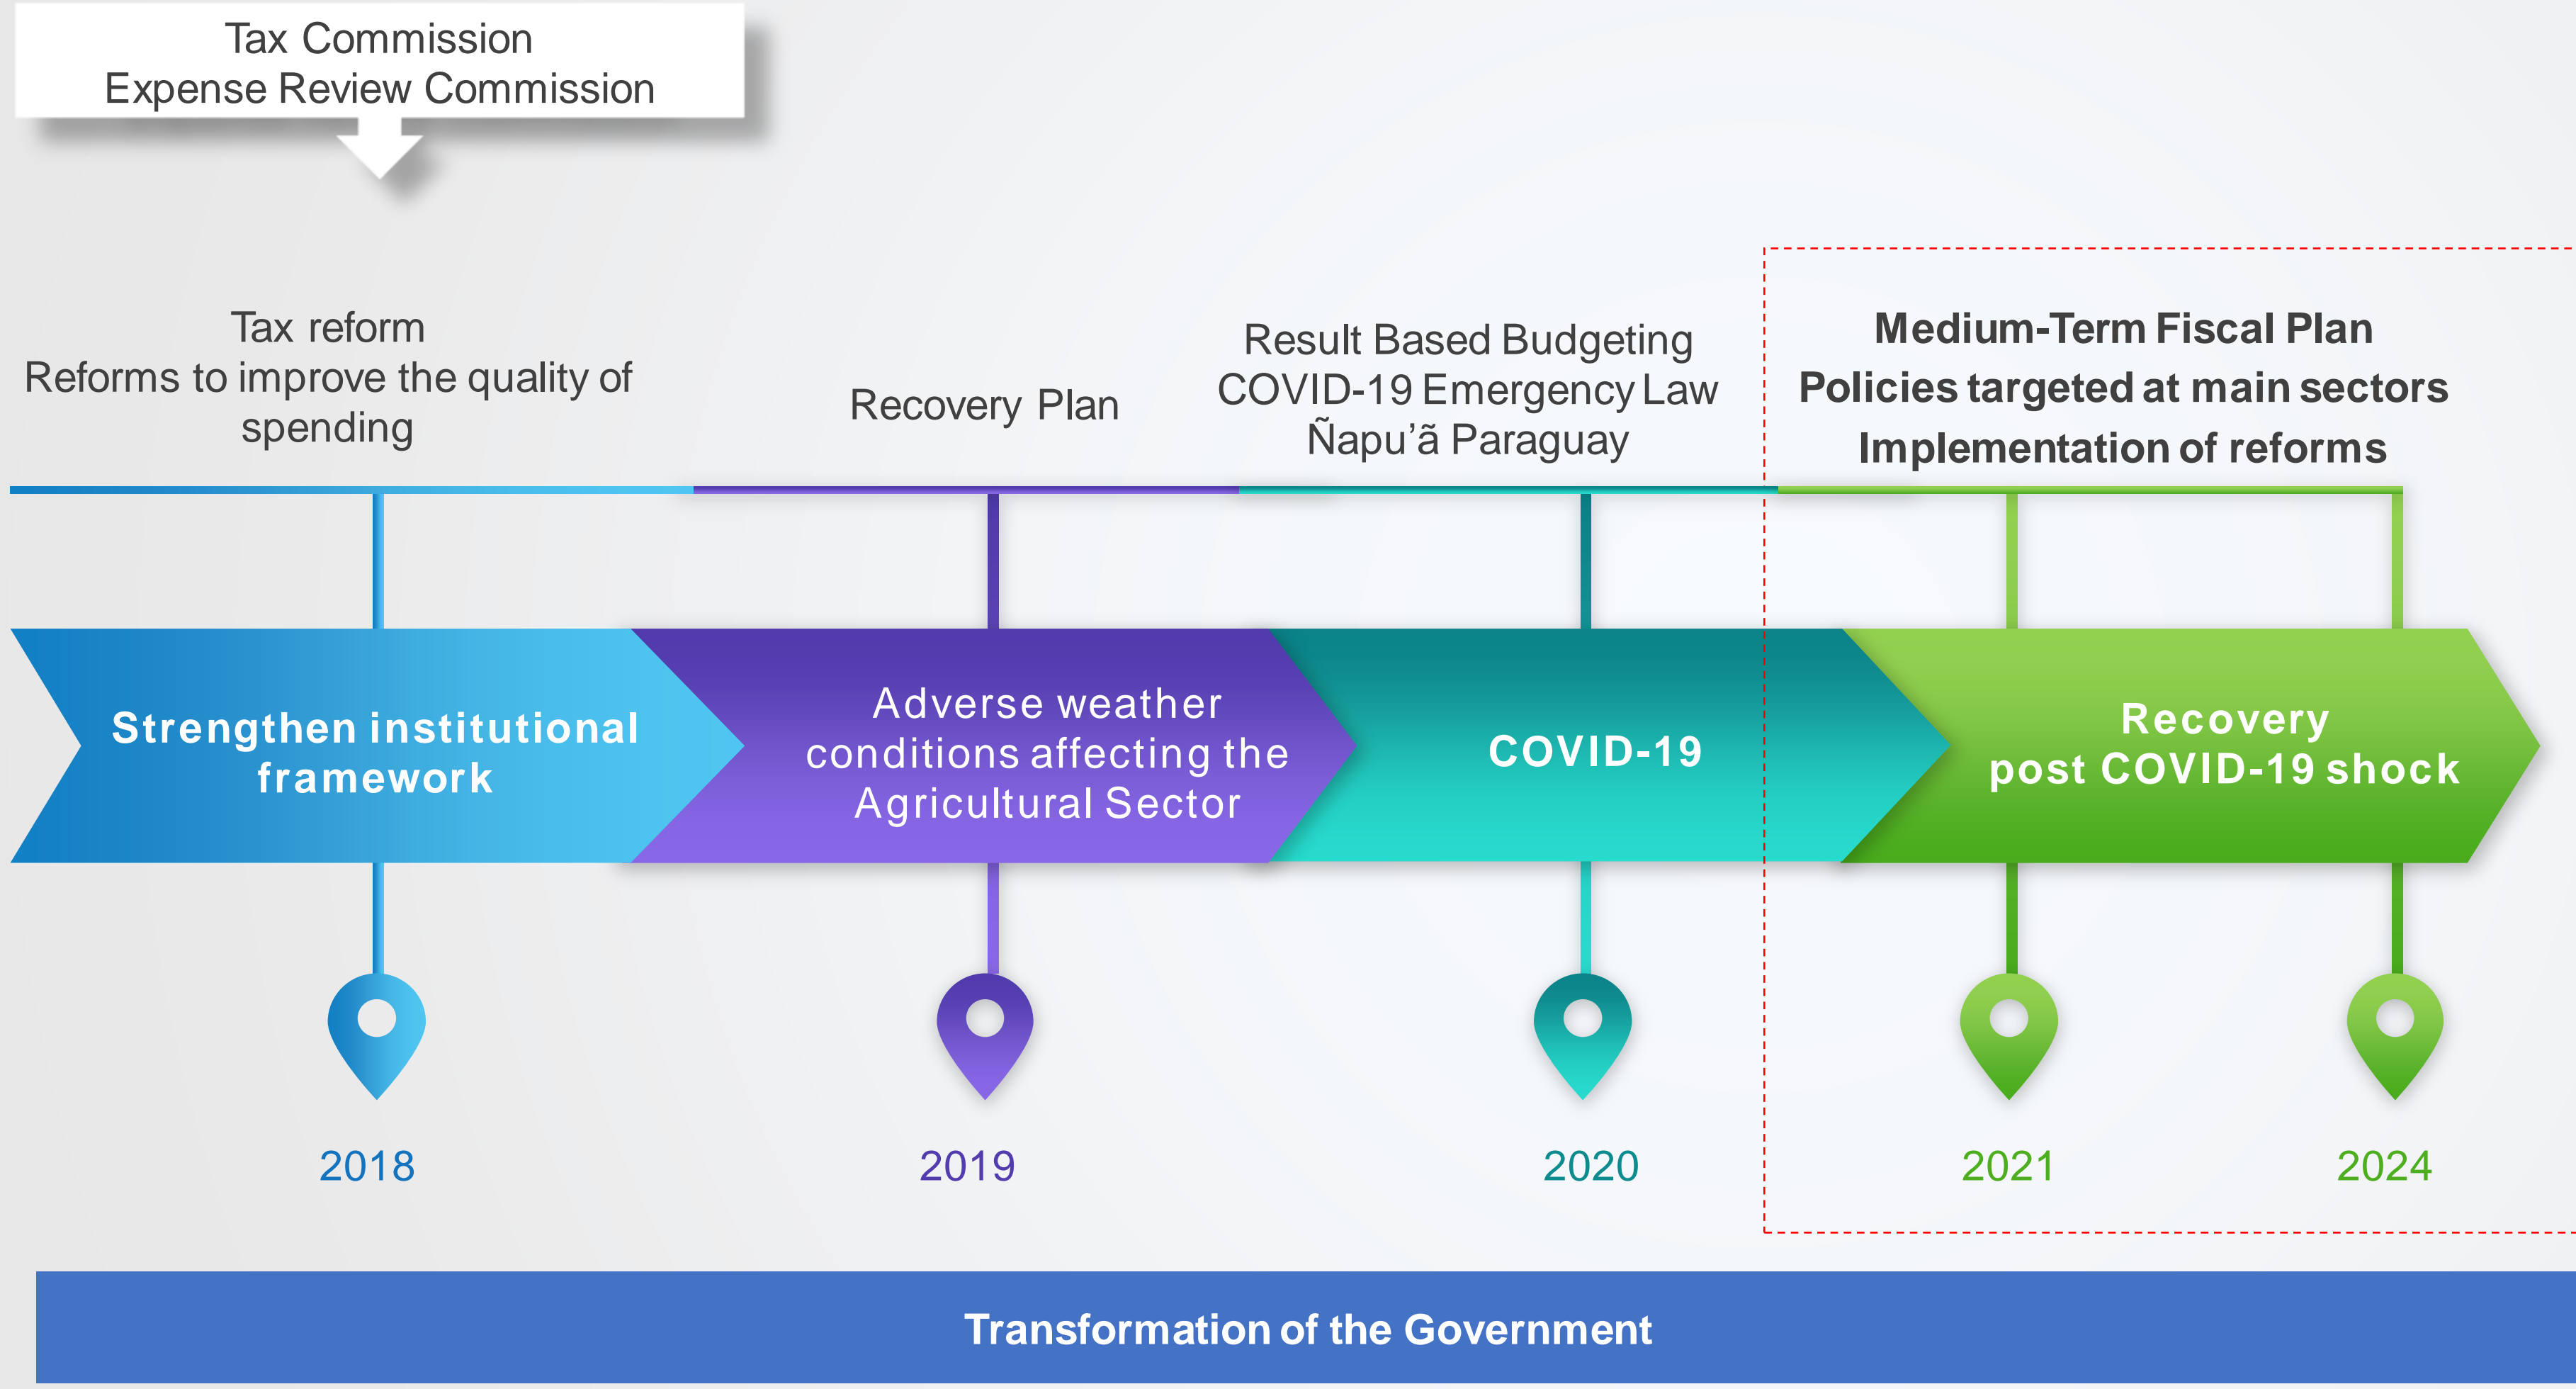 Tax Commission
Expense Review Commission
Tax reform
Reforms to improve the quality of
spending
Recovery Plan
Result Based Budgeting
COVID-19 Emergency Law
Ñapu’ã Paraguay
Medium-Term Fiscal Plan
Policies targeted at main sectors
Implementation of reforms
Strengthen institutional
framework
Adverse weather
conditions affecting the
Agricultural Sector
COVID-19
Recovery
post COVID-19 shock
2018
2019
2020
2021
2024
Transformation of the Government